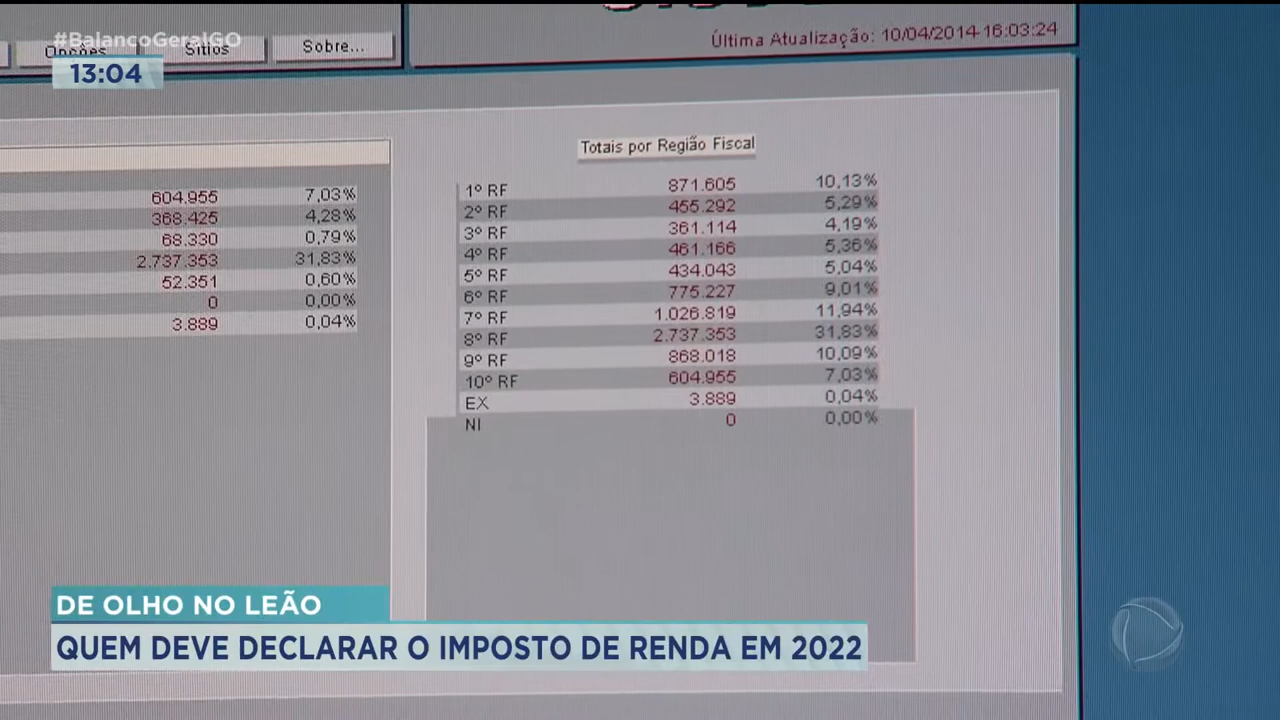 #BalancoGeralGO
Opções Sítios Sobre...
13:04
Última Atualização: 10/04/2014 16:03:24
604.955 7,03%
368.425 4,28%
68.330 0,79%
2.737.353 31,83%
52.351 0,60%
0 0,00%
3.889 0,04%
Totais por Região Fiscal
1º RF 871.605 10,13%
2º RF 455.292 5,29%
3º RF 361.114 4,19%
4º RF 461.166 5,36%
5º RF 434.043 5,04%
6º RF 775.227 9,01%
7º RF 1.026.819 11,94%
8º RF 2.737.353 31,83%
9º RF 868.018 10,09%
10º RF 604.955 7,03%
EX 3.889 0,04%
NI 0 0,00%
DE OLHO NO LEÃO
QUEM DEVE DECLARAR O IMPOSTO DE RENDA EM 2022